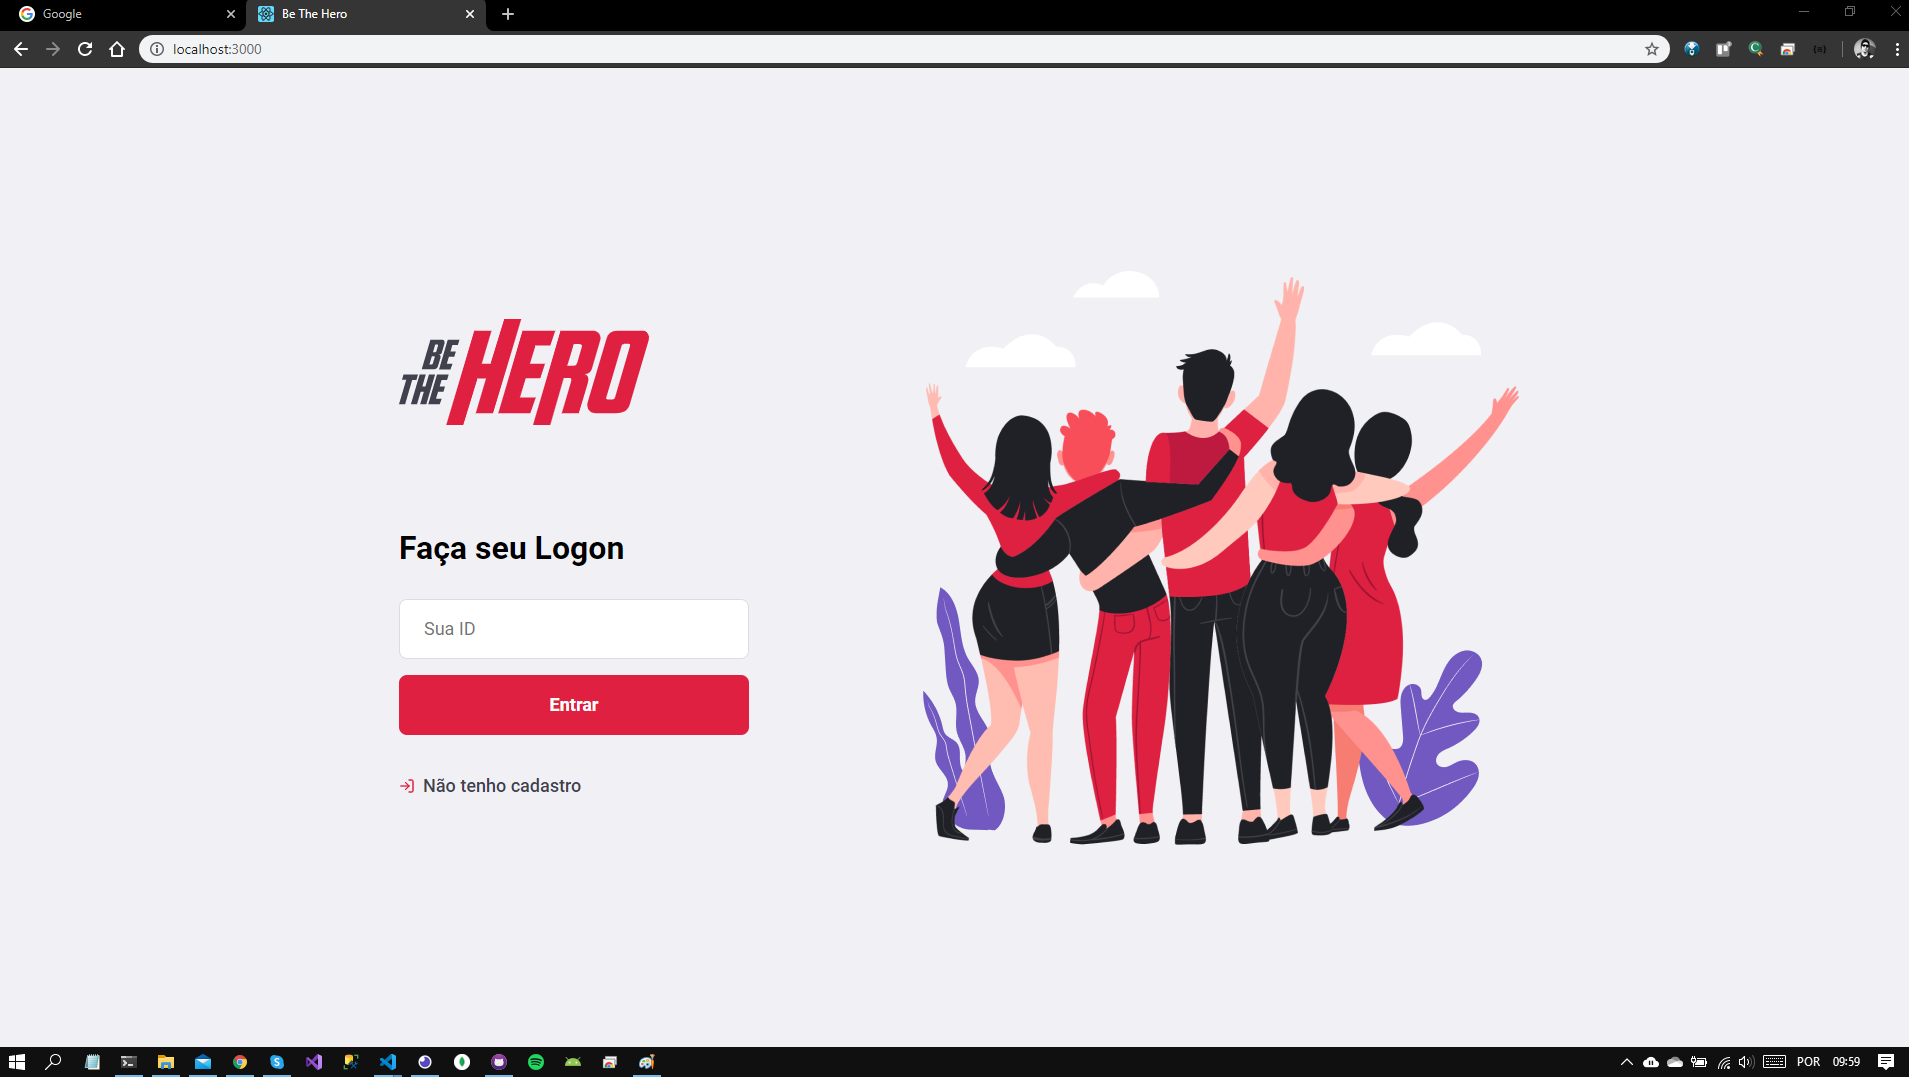 Google
Be The Hero
localhost:3000
BE
THE
HERO
Faça seu Logon
Sua ID
Entrar
Não tenho cadastro
POR
09:59